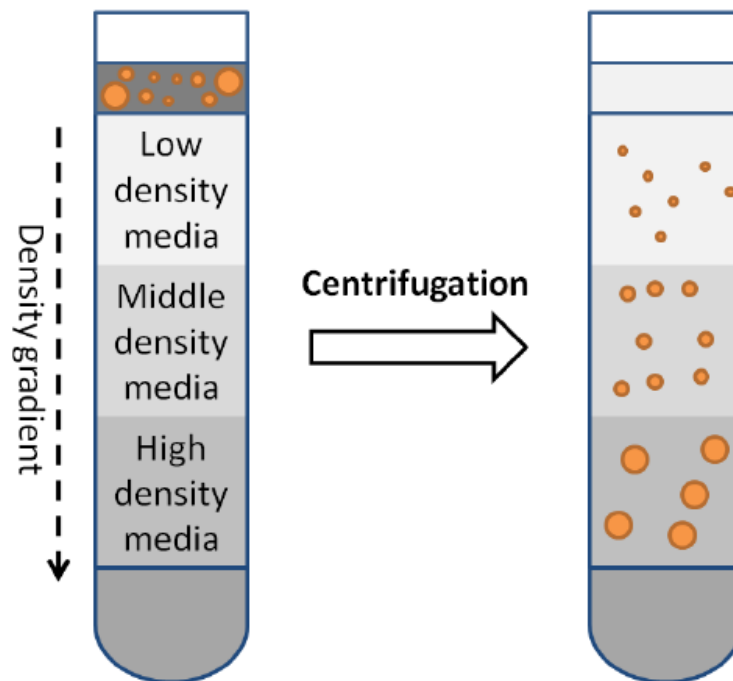 Low
density
media
Middle
density
media
High
density
media
Density gradient
Centrifugation